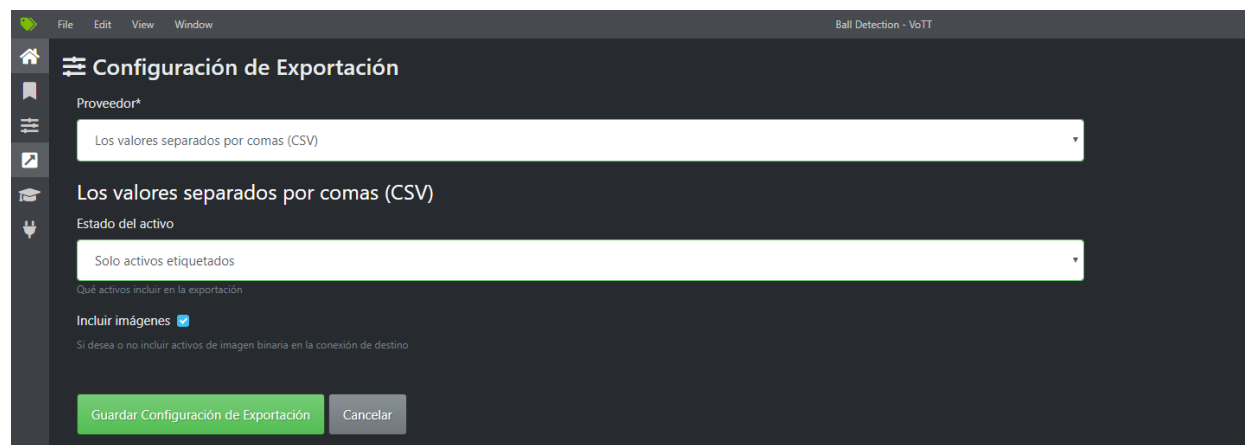 File Edit View Window Ball Detection - VoTT
Configuración de Exportación
Proveedor*
Los valores separados por comas (CSV)
Los valores separados por comas (CSV)
Estado del activo
Solo activos etiquetados
Qué activos incluir en la exportación
Incluir imágenes
Si desea o no incluir activos de imagen binaria en la conexión de destino
Guardar Configuración de Exportación Cancelar